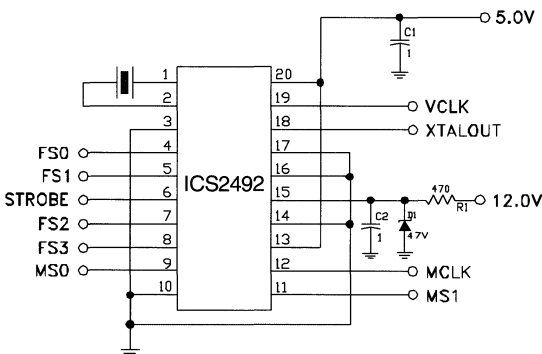 5.0V
C1
1
1
20
2
19
VCLK
3
18
XTALOUT
FS0
4
17
FS1
5
16
ICS2492
STROBE
6
15
470
R1
12.0V
FS2
7
14
C2
1
D1
4.7V
FS3
8
13
MS0
9
12
MCLK
10
11
MS1